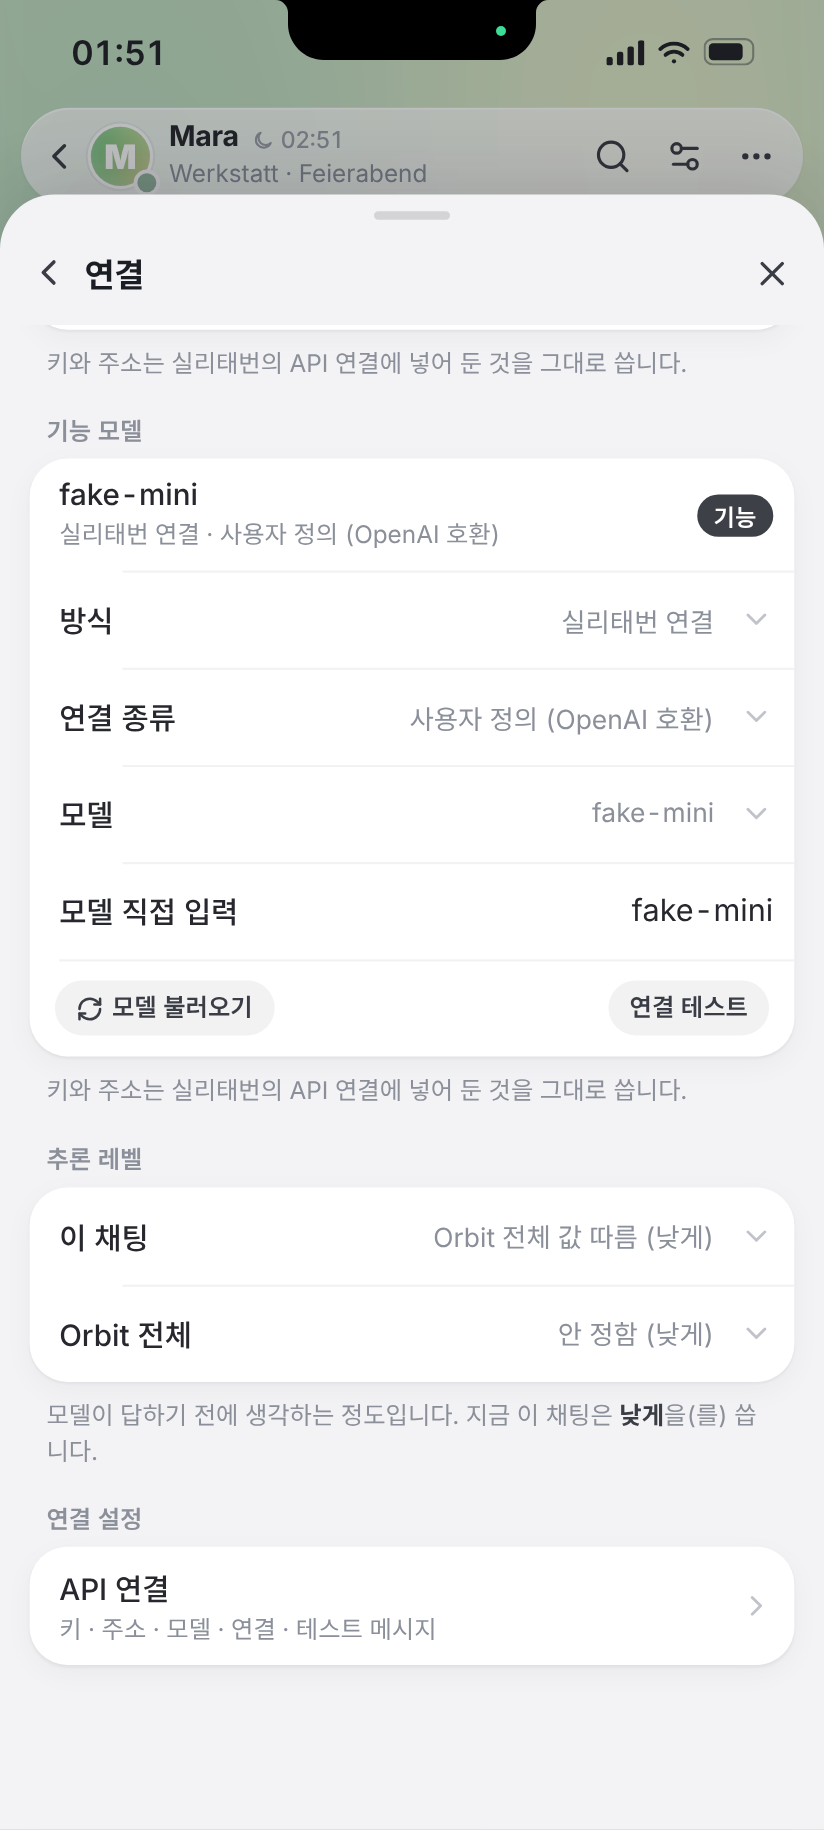 01:51
M
Mara 02:51
Werkstatt · Feierabend
연결
키와 주소는 실리태번의 API 연결에 넣어 둔 것을 그대로 씁니다.
기능 모델
fake-mini
실리태번 연결 · 사용자 정의 (OpenAI 호환)
기능
방식
실리태번 연결
연결 종류
사용자 정의 (OpenAI 호환)
모델
fake-mini
모델 직접 입력
fake-mini
모델 불러오기
연결 테스트
키와 주소는 실리태번의 API 연결에 넣어 둔 것을 그대로 씁니다.
추론 레벨
이 채팅
Orbit 전체 값 따름 (낮게)
Orbit 전체
안 정함 (낮게)
모델이 답하기 전에 생각하는 정도입니다. 지금 이 채팅은 낮게을(를) 씁
니다.
연결 설정
API 연결
키 · 주소 · 모델 · 연결 · 테스트 메시지